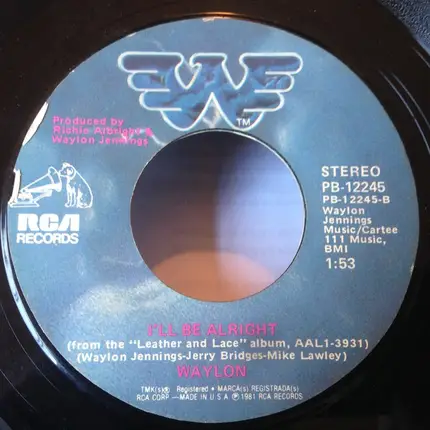 W
TM
Produced by
Richie Albright &
Waylon Jennings
RCA
RECORDS
STEREO
PB-12245
PB-12245-B
Waylon
Jennings
Music/Cartee
111 Music,
BMI
1:53
I'LL BE ALRIGHT
(from the "Leather and Lace" album, AAL1-3931)
(Waylon Jennings-Jerry Bridges-Mike Lawley)
WAYLON
TMK(s)® Registered • MARCA(s) REGISTRADA(s)
RCA CORP.—MADE IN U.S.A. ℗ 1981 RCA RECORDS